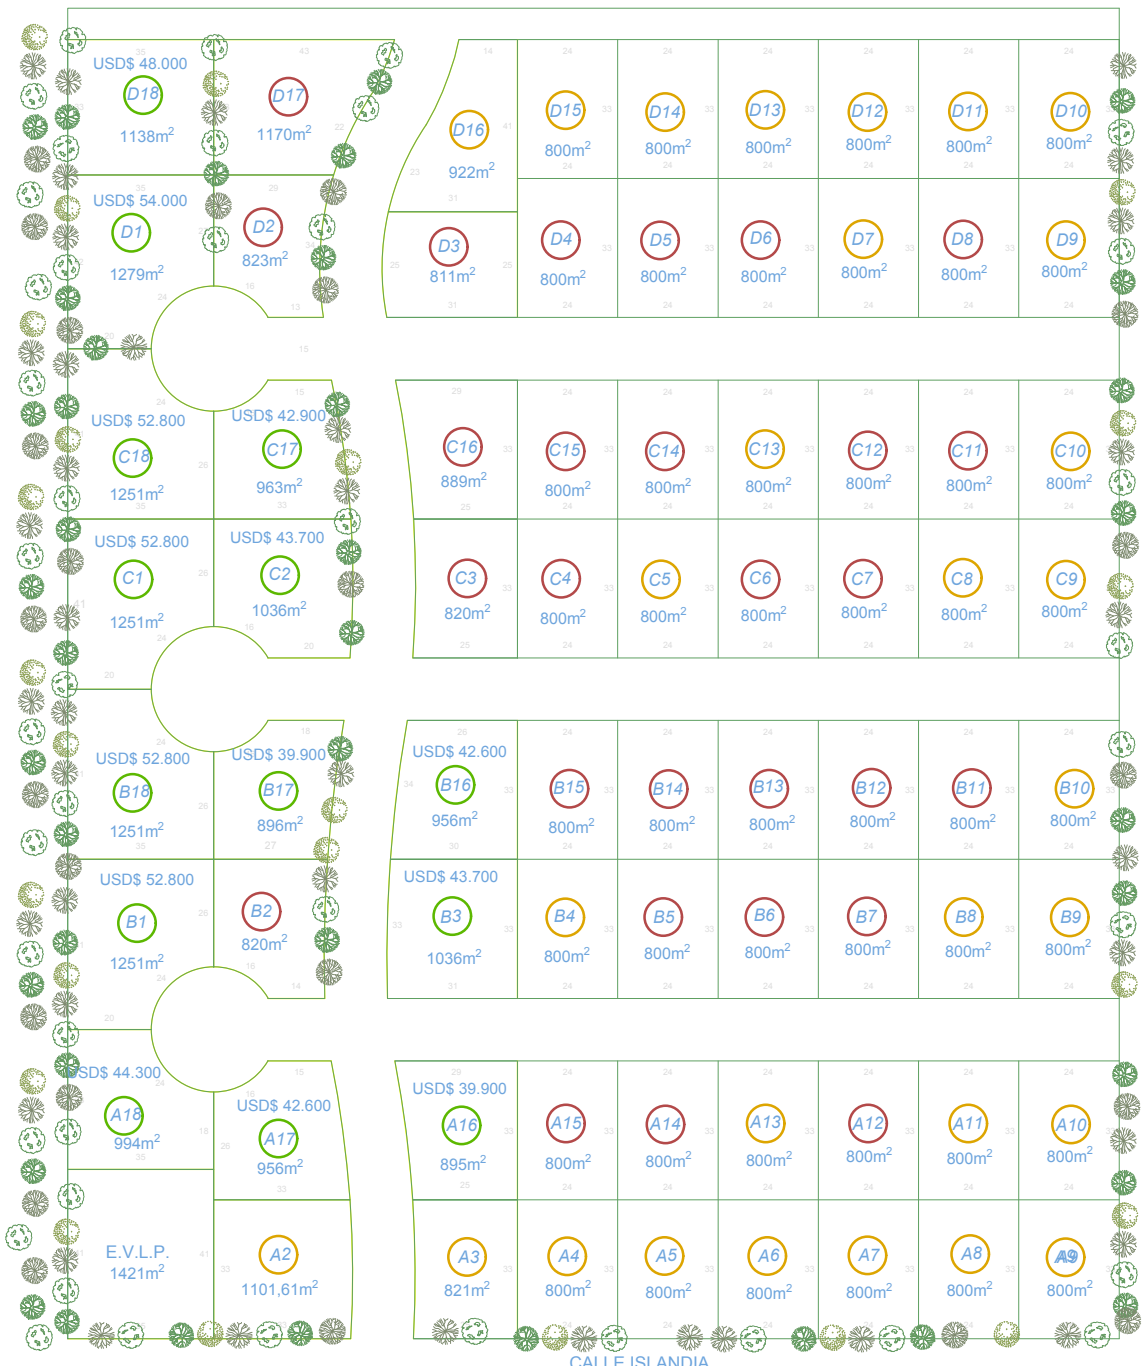 USD$ 48.000
D18
1138m²
D17
1170m²
D16
922m²
D15
800m²
D14
800m²
D13
800m²
D12
800m²
D11
800m²
D10
800m²
USD$ 54.000
D1
1279m²
D2
823m²
D3
811m²
D4
800m²
D5
800m²
D6
800m²
D7
800m²
D8
800m²
D9
800m²
USD$ 52.800
C18
1251m²
USD$ 42.900
C17
963m²
C16
889m²
C15
800m²
C14
800m²
C13
800m²
C12
800m²
C11
800m²
C10
800m²
USD$ 52.800
C1
1251m²
USD$ 43.700
C2
1036m²
C3
820m²
C4
800m²
C5
800m²
C6
800m²
C7
800m²
C8
800m²
C9
800m²
USD$ 52.800
B18
1251m²
USD$ 39.900
B17
896m²
USD$ 42.600
B16
956m²
B15
800m²
B14
800m²
B13
800m²
B12
800m²
B11
800m²
B10
800m²
USD$ 52.800
B1
1251m²
B2
820m²
USD$ 43.700
B3
1036m²
B4
800m²
B5
800m²
B6
800m²
B7
800m²
B8
800m²
B9
800m²
USD$ 44.300
A18
994m²
USD$ 42.600
A17
956m²
USD$ 39.900
A16
895m²
A15
800m²
A14
800m²
A13
800m²
A12
800m²
A11
800m²
A10
800m²
E.V.L.P.
1421m²
A2
1101,61m²
A3
821m²
A4
800m²
A5
800m²
A6
800m²
A7
800m²
A8
800m²
A9
800m²
CALLE ISLANDIA